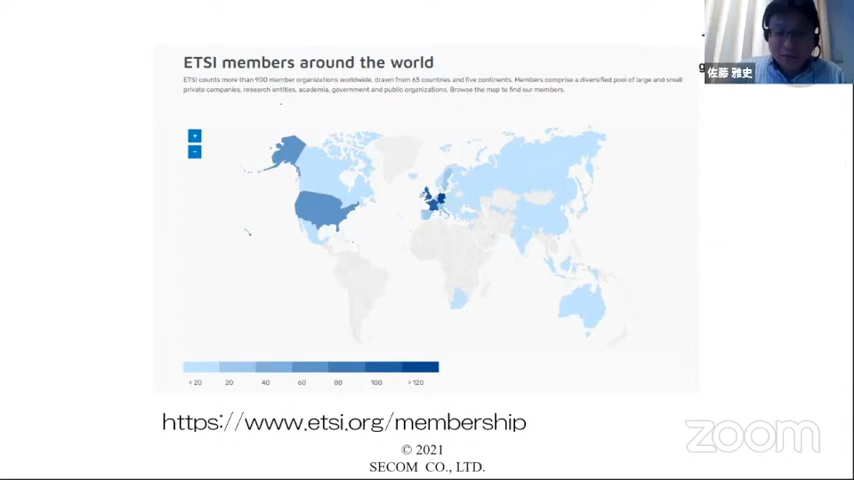 ETSI members around the world
ETSI counts more than 900 member organizations worldwide, drawn from 65 countries and five continents. Members comprise a diversified pool of large and small
private companies, research entities, academia, government and public organizations. Browse the map to find our members.
佐藤 雅史
+
-
< 20 20 40 60 80 100 > 120
https://www.etsi.org/membership
© 2021
SECOM CO., LTD.
zoom